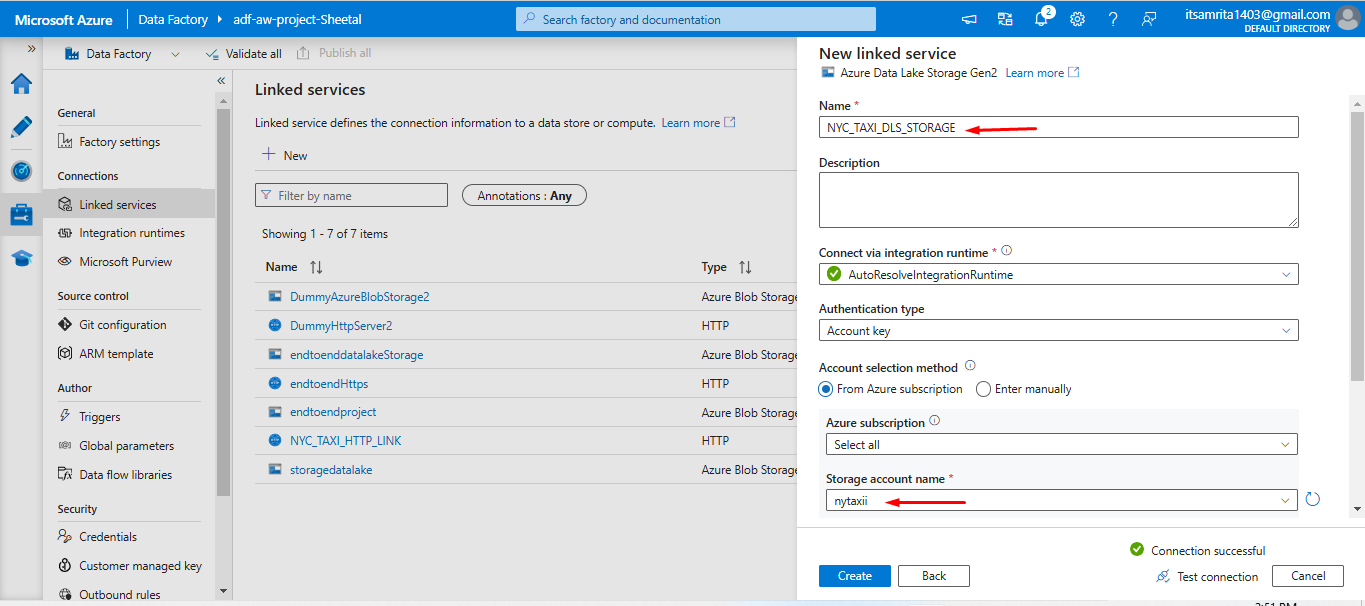 Microsoft Azure
Data Factory
adf-aw-project-Sheetal
Search factory and documentation
2
itsamrita1403@gmail.com
DEFAULT DIRECTORY
Data Factory
Validate all
Publish all
General
Factory settings
Connections
Linked services
Integration runtimes
Microsoft Purview
Source control
Git configuration
ARM template
Author
Triggers
Global parameters
Data flow libraries
Security
Credentials
Customer managed key
Outbound rules
Linked services
Linked service defines the connection information to a data store or compute. Learn more
New
Filter by name
Annotations : Any
Showing 1 - 7 of 7 items
Name Type
DummyAzureBlobStorage2 Azure Blob Storage
DummyHttpServer2 HTTP
endtoenddatalakeStorage Azure Blob Storage
endtoendHttps HTTP
endtoendproject Azure Blob Storage
NYC_TAXI_HTTP_LINK HTTP
storagedatalake Azure Blob Storage
New linked service
Azure Data Lake Storage Gen2 Learn more
Name *
NYC_TAXI_DLS_STORAGE
Description
Connect via integration runtime *
AutoResolveIntegrationRuntime
Authentication type
Account key
Account selection method
From Azure subscription Enter manually
Azure subscription
Select all
Storage account name *
nytaxii
Connection successful
Create Back Test connection Cancel